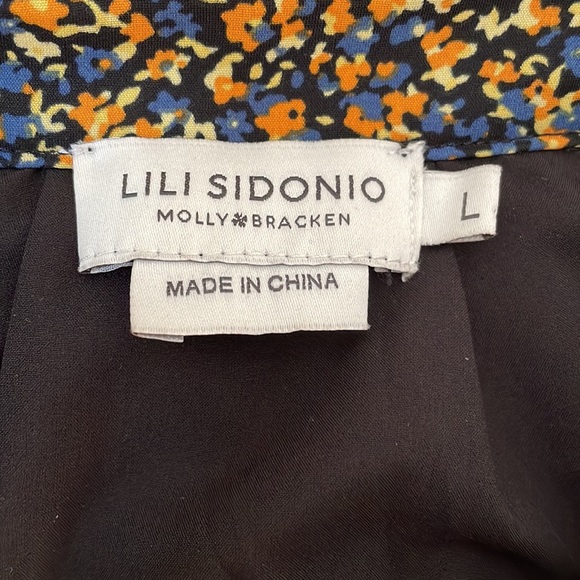 LILI SIDONIO
MOLLY BRACKEN
L
MADE IN CHINA